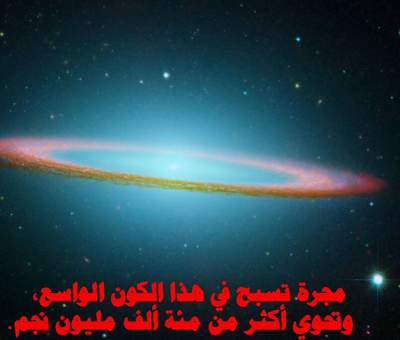 مجرة تسبح في هذا الكون الواسع،
وتحوي أكثر من مئة ألف مليون نجم.